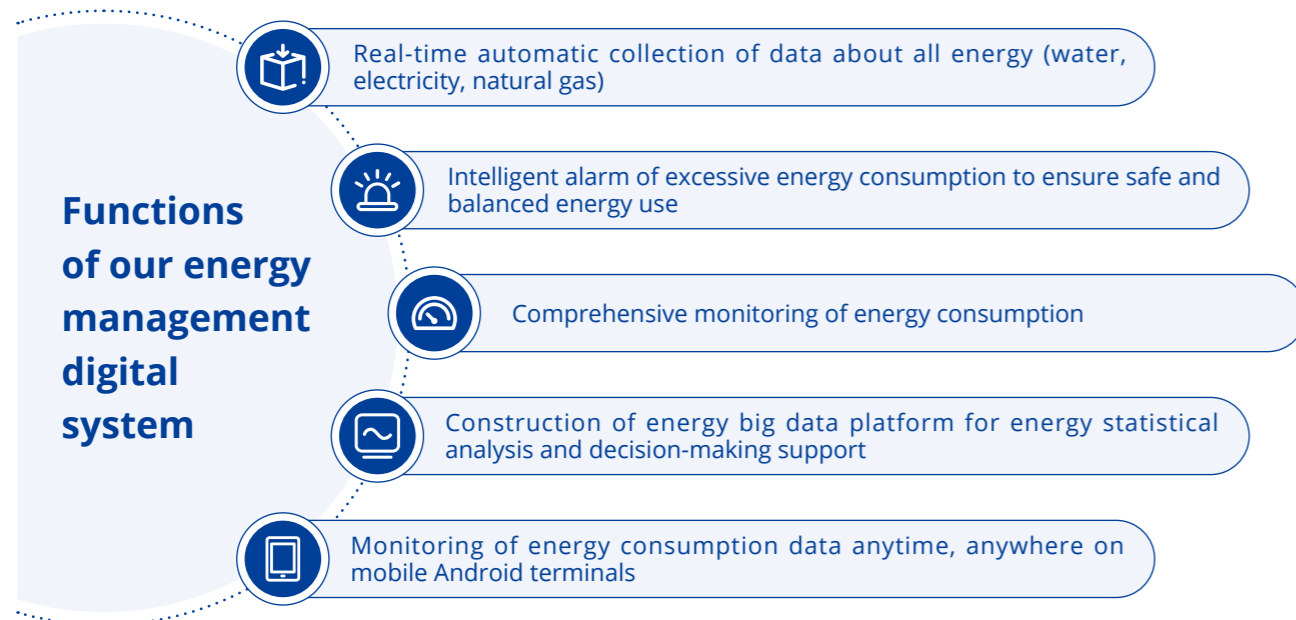 Functions
of our energy
management
digital
system
Real-time automatic collection of data about all energy (water,
electricity, natural gas)
Intelligent alarm of excessive energy consumption to ensure safe and
balanced energy use
Comprehensive monitoring of energy consumption
Construction of energy big data platform for energy statistical
analysis and decision-making support
Monitoring of energy consumption data anytime, anywhere on
mobile Android terminals